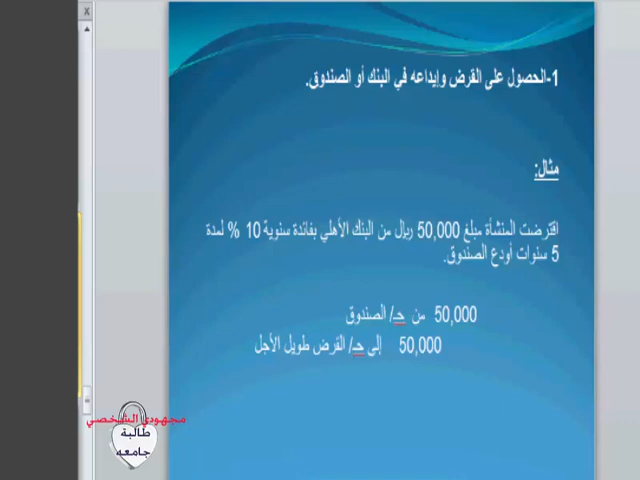 1-الحصول على القرض وإيداعه في البنك أو الصندوق.
مثال:
اقترضت المنشأة مبلغ 50,000 ريال من البنك الأهلي بفائدة سنوية 10 % لمدة
5 سنوات أودع الصندوق.
50,000 من حـ/ الصندوق
50,000 إلى حـ/ القرض طويل الأجل
مجهودي الشخصي
طالبة
جامعه
x